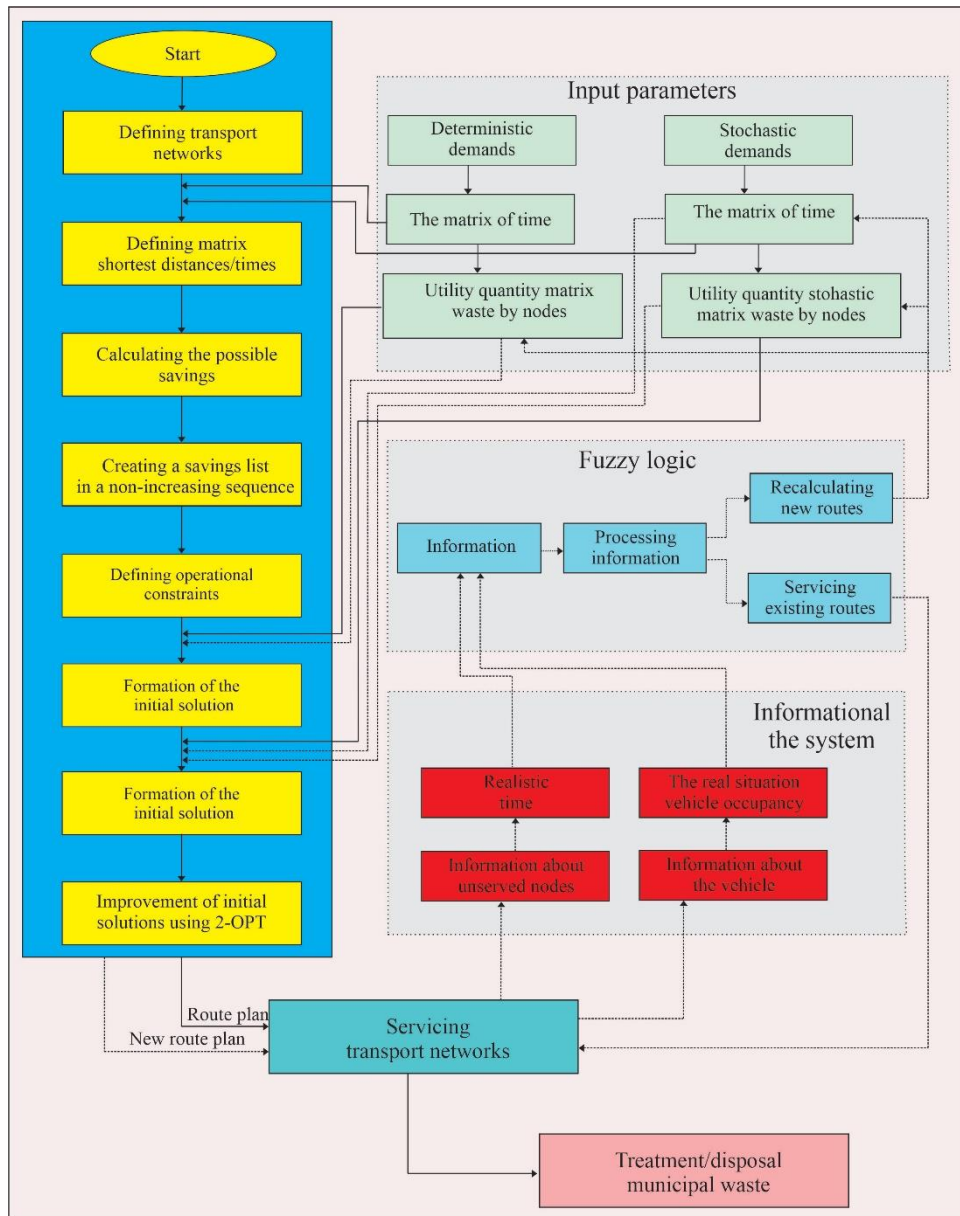 Start
Defining transport
networks
Defining matrix
shortest distances/times
Calculating the possible
savings
Creating a savings list
in a non-increasing sequence
Defining operational
constraints
Formation of the
initial solution
Formation of the
initial solution
Improvement of initial
solutions using 2-OPT
Input parameters
Deterministic
demands
Stochastic
demands
The matrix of time
The matrix of time
Utility quantity matrix
waste by nodes
Utility quantity stohastic
matrix waste by nodes
Fuzzy logic
Information
Processing
information
Recalculating
new routes
Servicing
existing routes
Informational
the system
Realistic
time
The real situation
vehicle occupancy
Information about
unserved nodes
Information about
the vehicle
Route plan
New route plan
Servicing
transport networks
Treatment/disposal
municipal waste